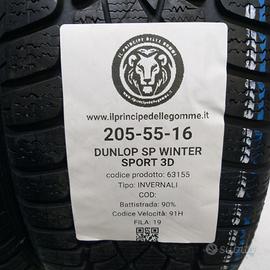 IL PRINCIPE DELLE GOMME
www.ilprincipedellegomme.it
205-55-16
DUNLOP SP WINTER
SPORT 3D
codice prodotto: 63155
Tipo: INVERNALI
COD:
Battistrada: 90%
Codice Velocità: 91H
FILA: 19
subito